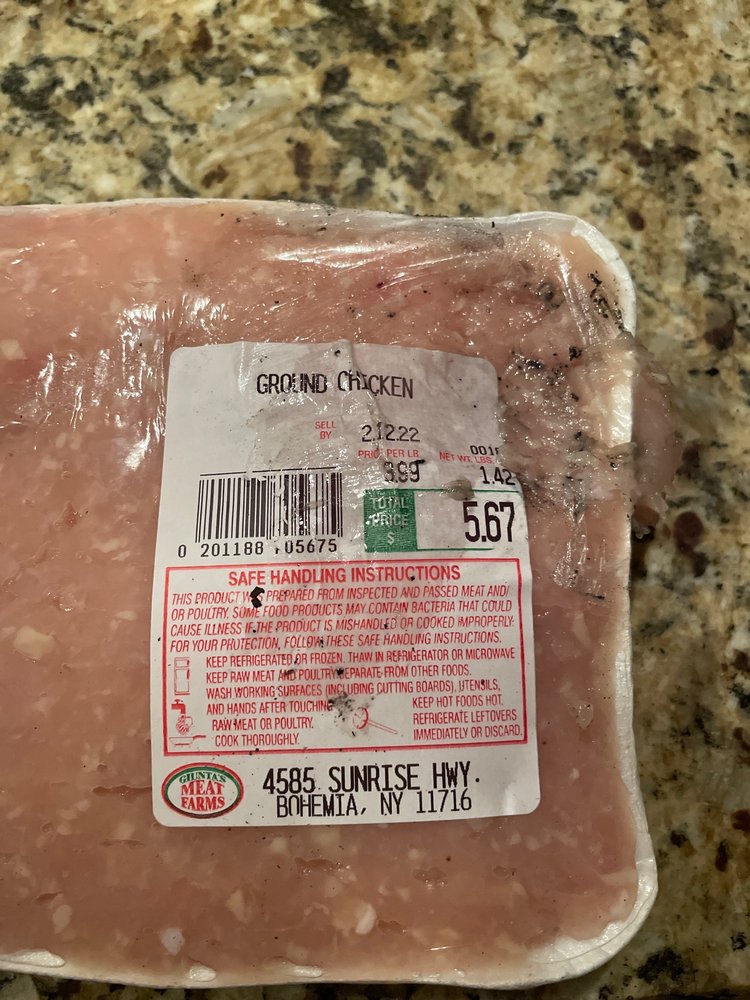 GROUND CHICKEN
SELL
BY
2.12.22
PRIC PER LB
NET WT. LBS.
001
3.99
1.42
TOTAL
PRICE
$
5.67
0 201188 05675
SAFE HANDLING INSTRUCTIONS
THIS PRODUCT W PREPARED FROM INSPECTED AND PASSED MEAT AND/
OR POULTRY. SOME FOOD PRODUCTS MAY CONTAIN BACTERIA THAT COULD
CAUSE ILLNESS IF THE PRODUCT IS MISHANDLED OR COOKED IMPROPERLY.
FOR YOUR PROTECTION, FOLLOW THESE SAFE HANDLING INSTRUCTIONS.
KEEP REFRIGERATED OR FROZEN. THAW IN REFRIGERATOR OR MICROWAVE
KEEP RAW MEAT AND POULTRY SEPARATE FROM OTHER FOODS.
WASH WORKING SURFACES (INCLUDING CUTTING BOARDS), UTENSILS,
AND HANDS AFTER TOUCHING
RAW MEAT OR POULTRY.
COOK THOROUGHLY.
KEEP HOT FOODS HOT.
REFRIGERATE LEFTOVERS
IMMEDIATELY OR DISCARD.
GIUNTA'S
MEAT
FARMS
4585 SUNRISE HWY.
BOHEMIA, NY 11716